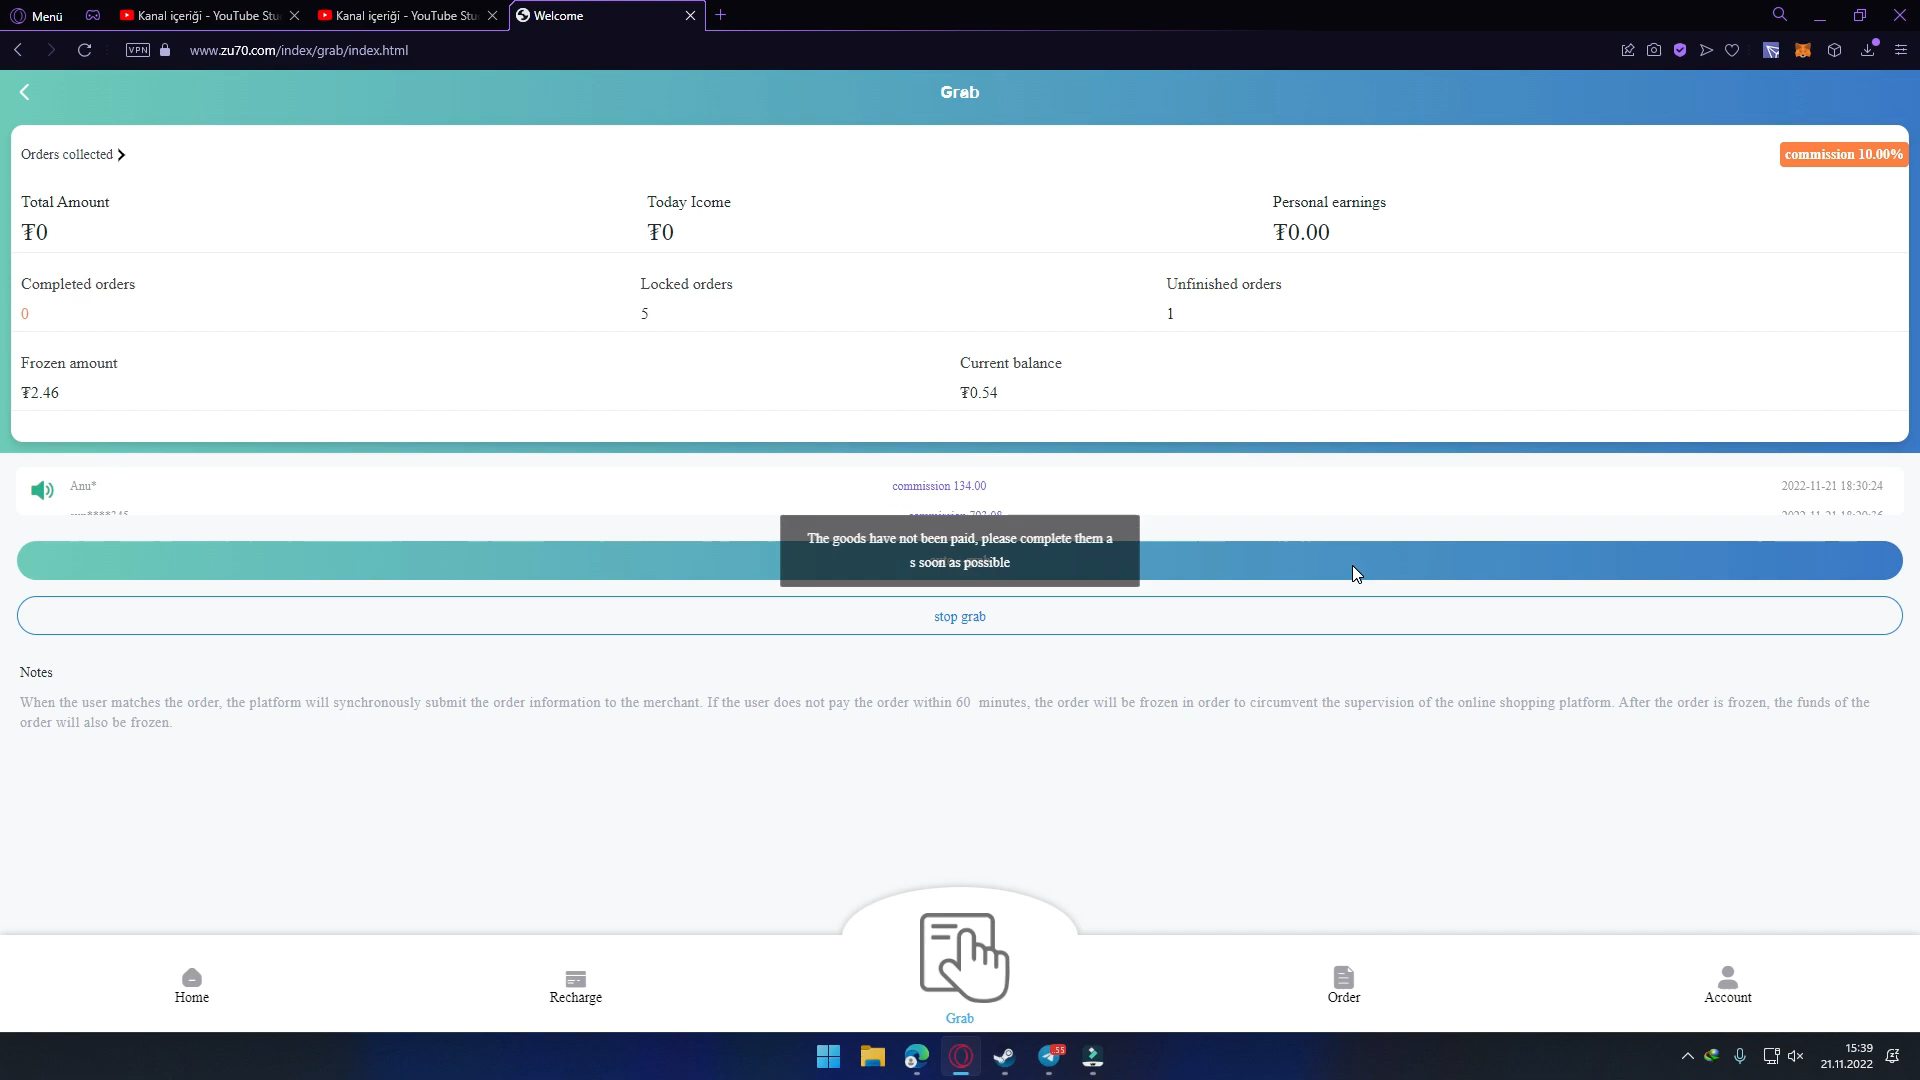 Menü
Kanal içeriği - YouTube Stu
Kanal içeriği - YouTube Stu
Welcome
VPN
www.zu70.com/index/grab/index.html
Grab
Orders collected
commission 10.00%
Total Amount
Today Icome
Personal earnings
₮0
₮0
₮0.00
Completed orders
Locked orders
Unfinished orders
0
5
1
Frozen amount
Current balance
₮2.46
₮0.54
Anu*
commission 134.00
2022-11-21 18:30:24
The goods have not been paid, please complete them a
s soon as possible
stop grab
Notes
When the user matches the order, the platform will synchronously submit the order information to the merchant. If the user does not pay the order within 60 minutes, the order will be frozen in order to circumvent the supervision of the online shopping platform. After the order is frozen, the funds of the
order will also be frozen.
Home
Recharge
Grab
Order
Account
55
15:39
21.11.2022